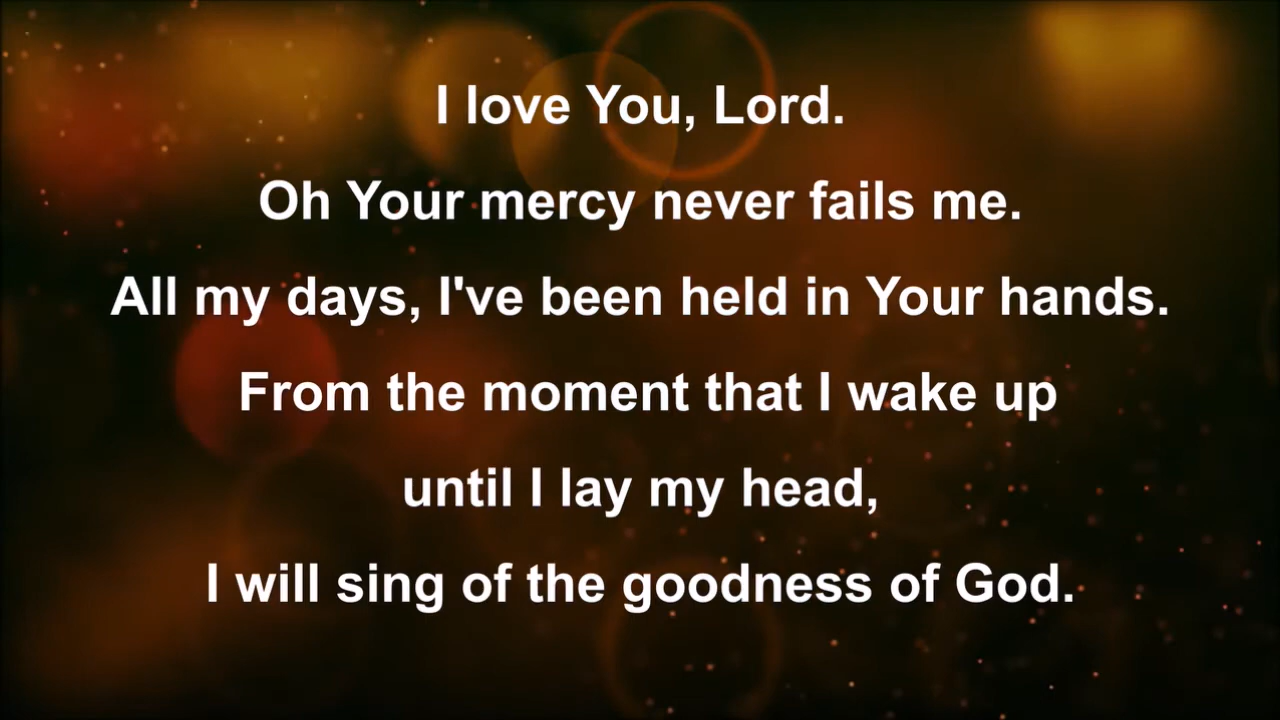 I love You, Lord.
Oh Your mercy never fails me.
All my days, I've been held in Your hands.
From the moment that I wake up
until I lay my head,
I will sing of the goodness of God.